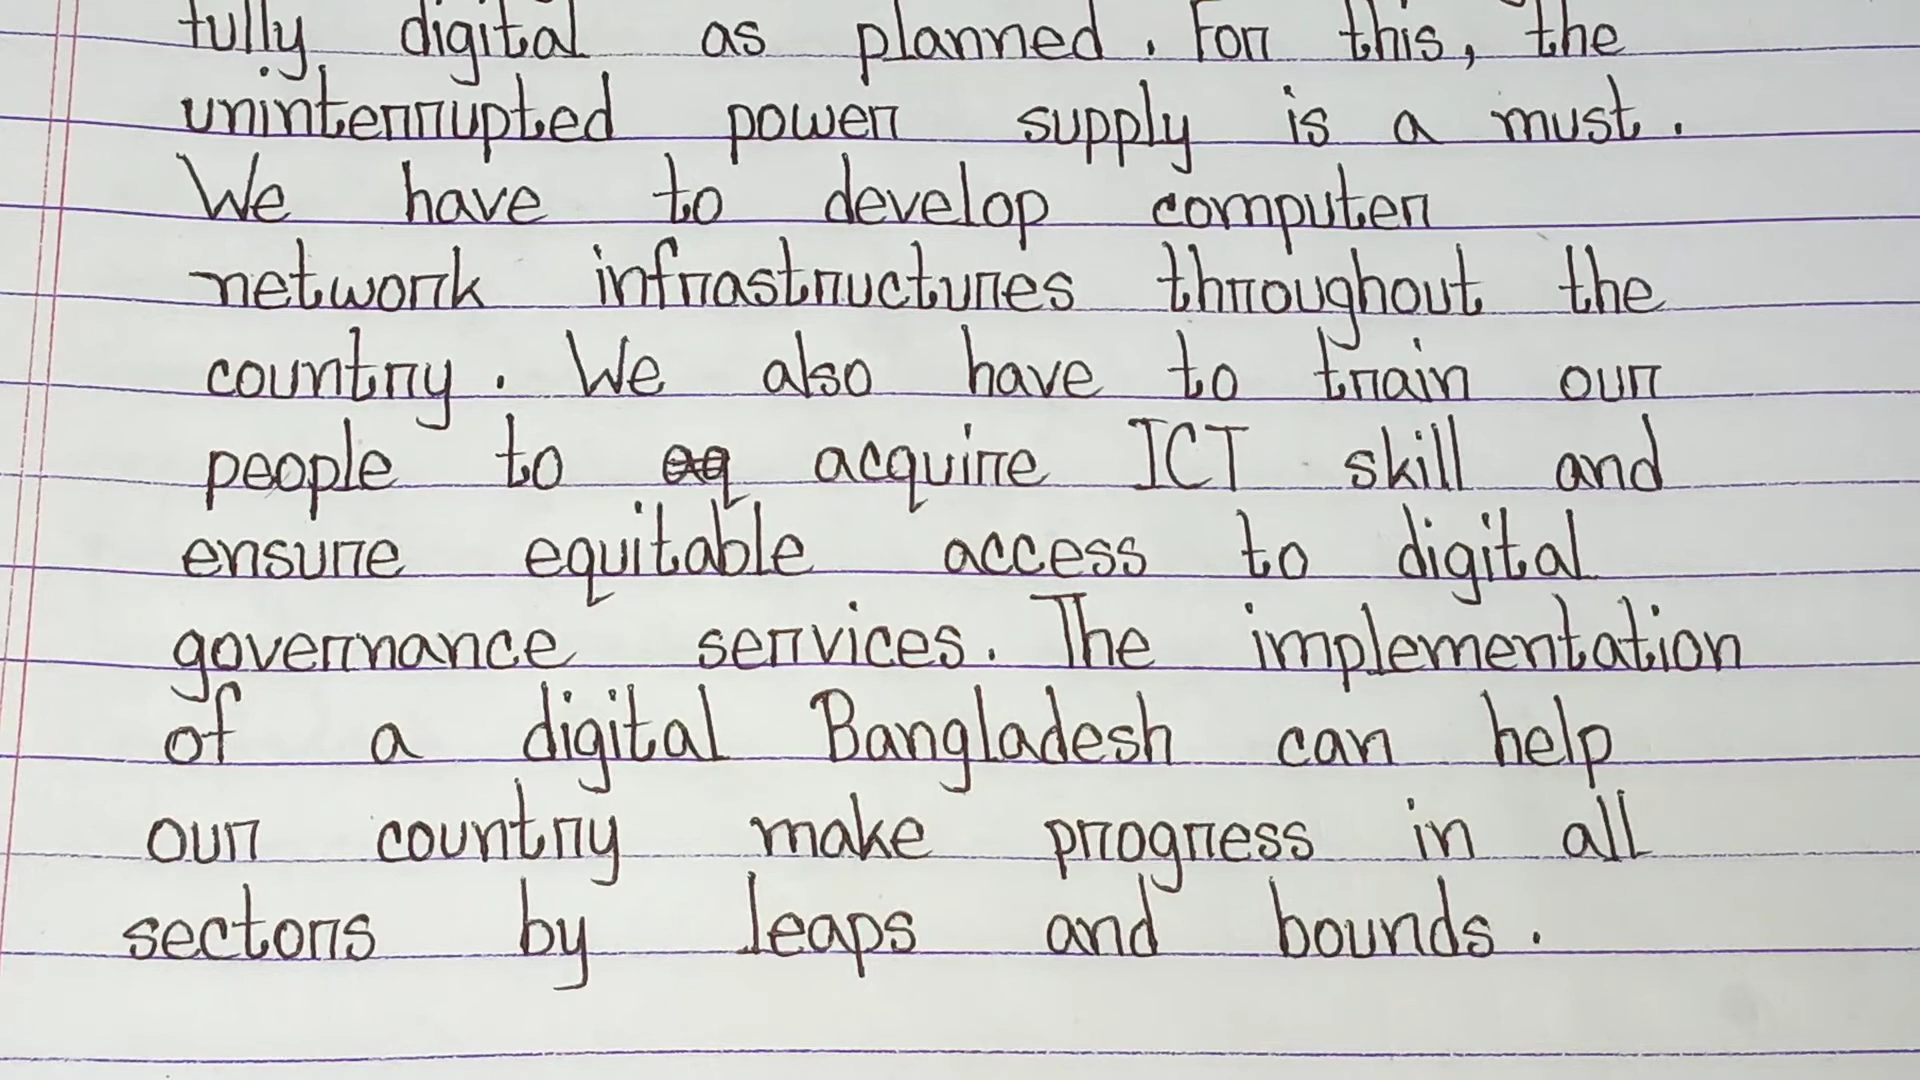 fully digital as planned. For this, the
uninterrupted power supply is a must.
We have to develop computer
network infrastructures throughout the
country. We also have to train our
people to aq acquire ICT skill and
ensure equitable access to digital
governance services. The implementation
of a digital Bangladesh can help
our country make progress in all
sectors by leaps and bounds.